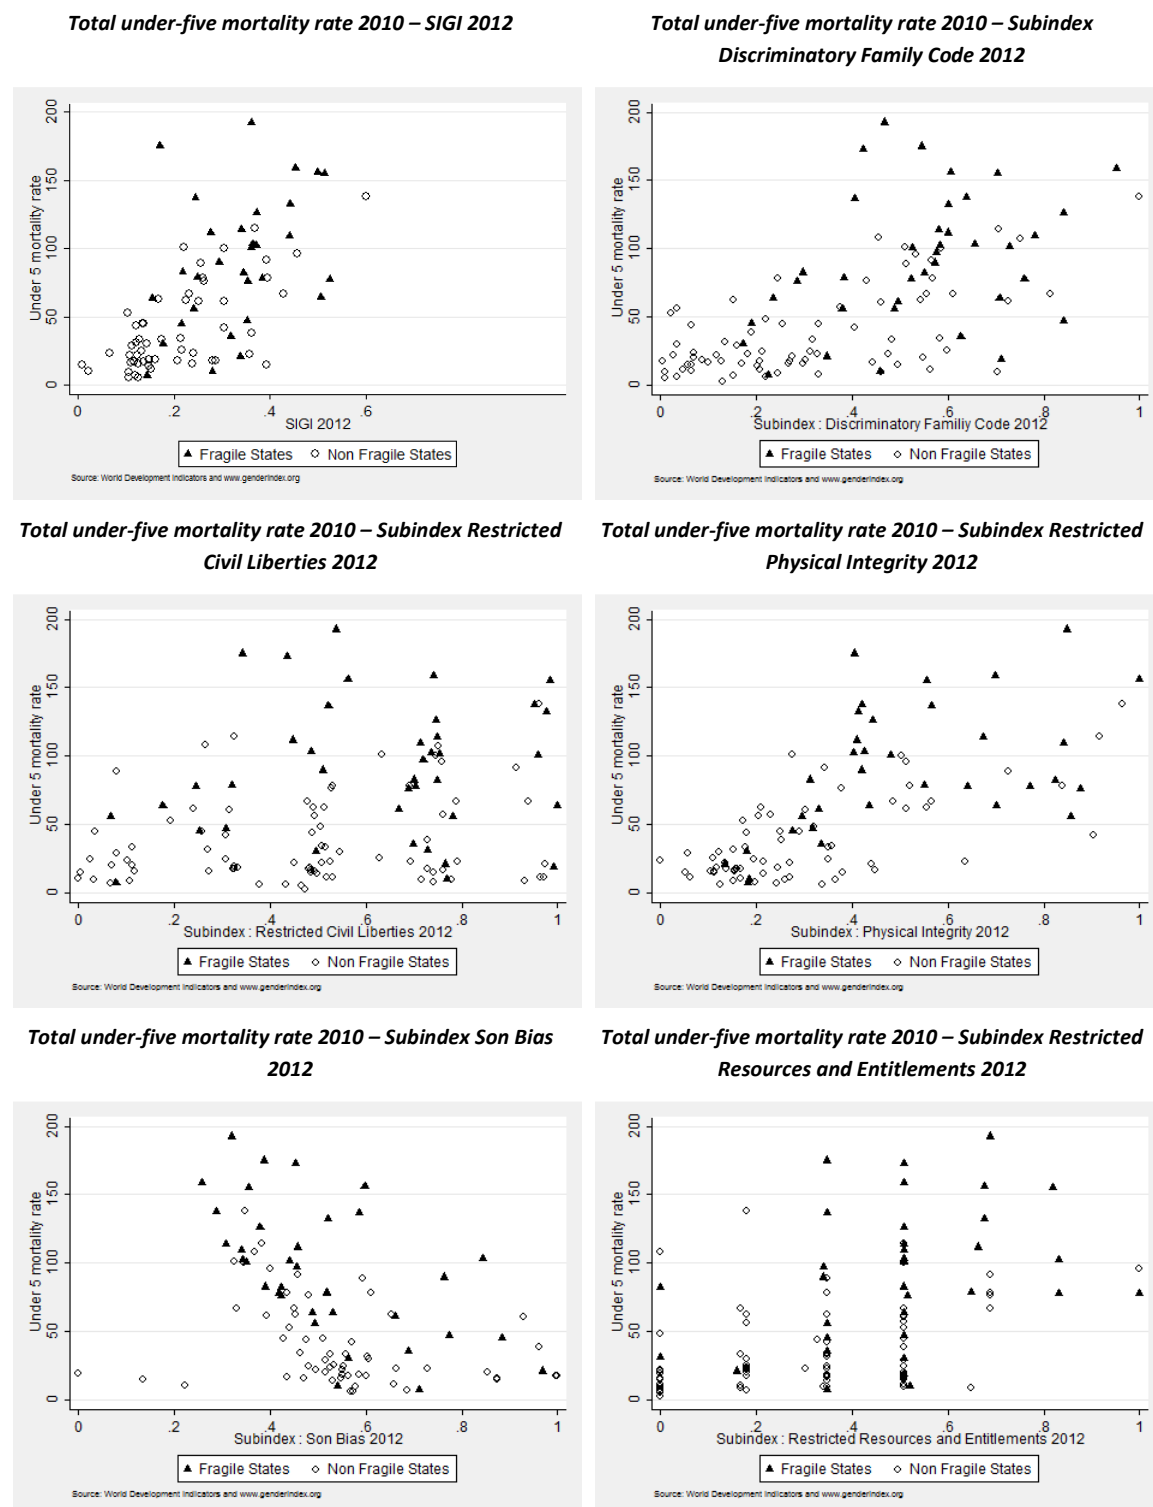 Total under-five mortality rate 2010 – SIGI 2012
Total under-five mortality rate 2010 – Subindex
Discriminatory Family Code 2012
Under 5 mortality rate
200
150
100
50
0
0 .2 .4 .6
SIGI 2012
▲ Fragile States ○ Non Fragile States
Source: World Development Indicators and www.genderindex.org
Under 5 mortality rate
200
150
100
50
0
0 .2 .4 .6 .8 1
Subindex : Discriminatory Familiy Code 2012
▲ Fragile States ◇ Non Fragile States
Source: World Development Indicators and www.genderindex.org
Total under-five mortality rate 2010 – Subindex Restricted
Civil Liberties 2012
Total under-five mortality rate 2010 – Subindex Restricted
Physical Integrity 2012
Under 5 mortality rate
200
150
100
50
0
0 .2 .4 .6 .8 1
Subindex : Restricted Civil Liberties 2012
▲ Fragile States ◇ Non Fragile States
Source: World Development Indicators and www.genderindex.org
Under 5 mortality rate
200
150
100
50
0
0 .2 .4 .6 .8 1
Subindex : Physical Integrity 2012
▲ Fragile States ◇ Non Fragile States
Source: World Development Indicators and www.genderindex.org
Total under-five mortality rate 2010 – Subindex Son Bias
2012
Total under-five mortality rate 2010 – Subindex Restricted
Resources and Entitlements 2012
Under 5 mortality rate
200
150
100
50
0
0 .2 .4 .6 .8 1
Subindex : Son Bias 2012
▲ Fragile States ◇ Non Fragile States
Source: World Development Indicators and www.genderindex.org
Under 5 mortality rate
200
150
100
50
0
0 .2 .4 .6 .8 1
Subindex : Restricted Resources and Entitlements 2012
▲ Fragile States ◇ Non Fragile States
Source: World Development Indicators and www.genderindex.org